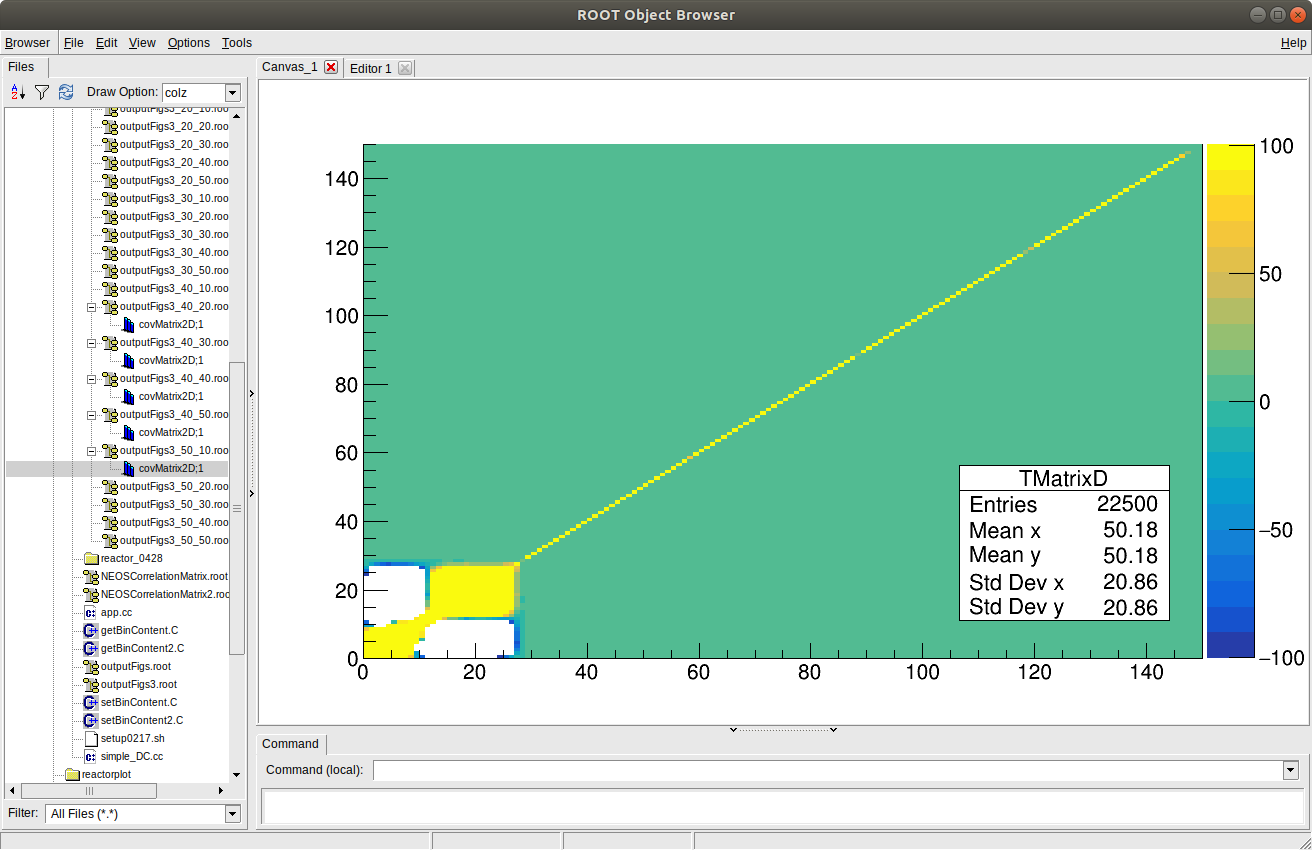 ROOT Object Browser
Browser File Edit View Options Tools Help
Files
Draw Option: colz
outputFigs3_20_10.roo
outputFigs3_20_20.roo
outputFigs3_20_30.roo
outputFigs3_20_40.roo
outputFigs3_20_50.roo
outputFigs3_30_10.roo
outputFigs3_30_20.roo
outputFigs3_30_30.roo
outputFigs3_30_40.roo
outputFigs3_30_50.roo
outputFigs3_40_10.roo
outputFigs3_40_20.roo
covMatrix2D;1
outputFigs3_40_30.roo
covMatrix2D;1
outputFigs3_40_40.roo
covMatrix2D;1
outputFigs3_40_50.roo
covMatrix2D;1
outputFigs3_50_10.roo
covMatrix2D;1
outputFigs3_50_20.roo
outputFigs3_50_30.roo
outputFigs3_50_40.roo
outputFigs3_50_50.roo
reactor_0428
NEOSCorrelationMatrix.root
NEOSCorrelationMatrix2.roo
app.cc
getBinContent.C
getBinContent2.C
outputFigs.root
outputFigs3.root
setBinContent.C
setBinContent2.C
setup0217.sh
simple_DC.cc
reactorplot
Filter: All Files (*.*)
Canvas_1 Editor 1
140
120
100
80
60
40
20
0
0 20 40 60 80 100 120 140
100
50
0
−50
−100
TMatrixD
Entries 22500
Mean x 50.18
Mean y 50.18
Std Dev x 20.86
Std Dev y 20.86
Command
Command (local):